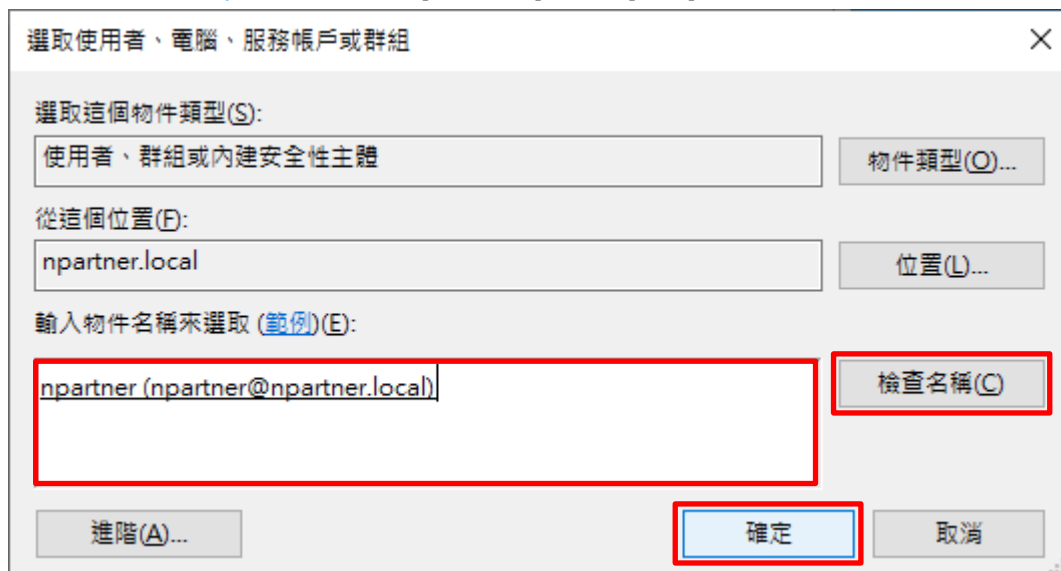 選取使用者、電腦、服務帳戶或群組
選取這個物件類型(S):
使用者、群組或內建安全性主體
物件類型(O)...
從這個位置(F):
npartner.local
位置(L)...
輸入物件名稱來選取 (範例)(E):
npartner (npartner@npartner.local)
檢查名稱(C)
進階(A)...
確定
取消